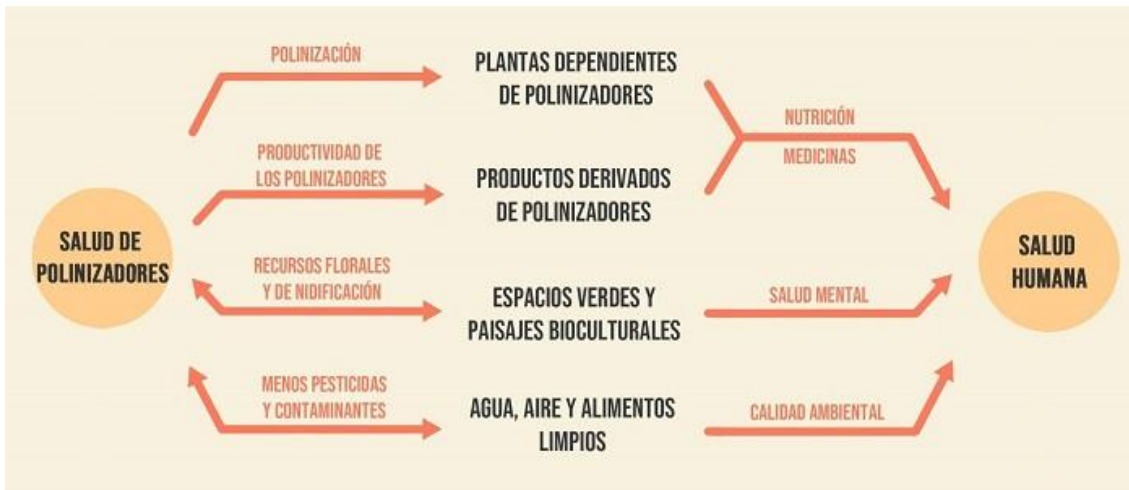 POLINIZACIÓN
PLANTAS DEPENDIENTES
DE POLINIZADORES
NUTRICIÓN
MEDICINAS
PRODUCTIVIDAD DE
LOS POLINIZADORES
PRODUCTOS DERIVADOS
DE POLINIZADORES
SALUD DE
POLINIZADORES
SALUD
HUMANA
RECURSOS FLORALES
Y DE NIDIFICACIÓN
ESPACIOS VERDES Y
PAISAJES BIOCULTURALES
SALUD MENTAL
MENOS PESTICIDAS
Y CONTAMINANTES
AGUA, AIRE Y ALIMENTOS
LIMPIOS
CALIDAD AMBIENTAL